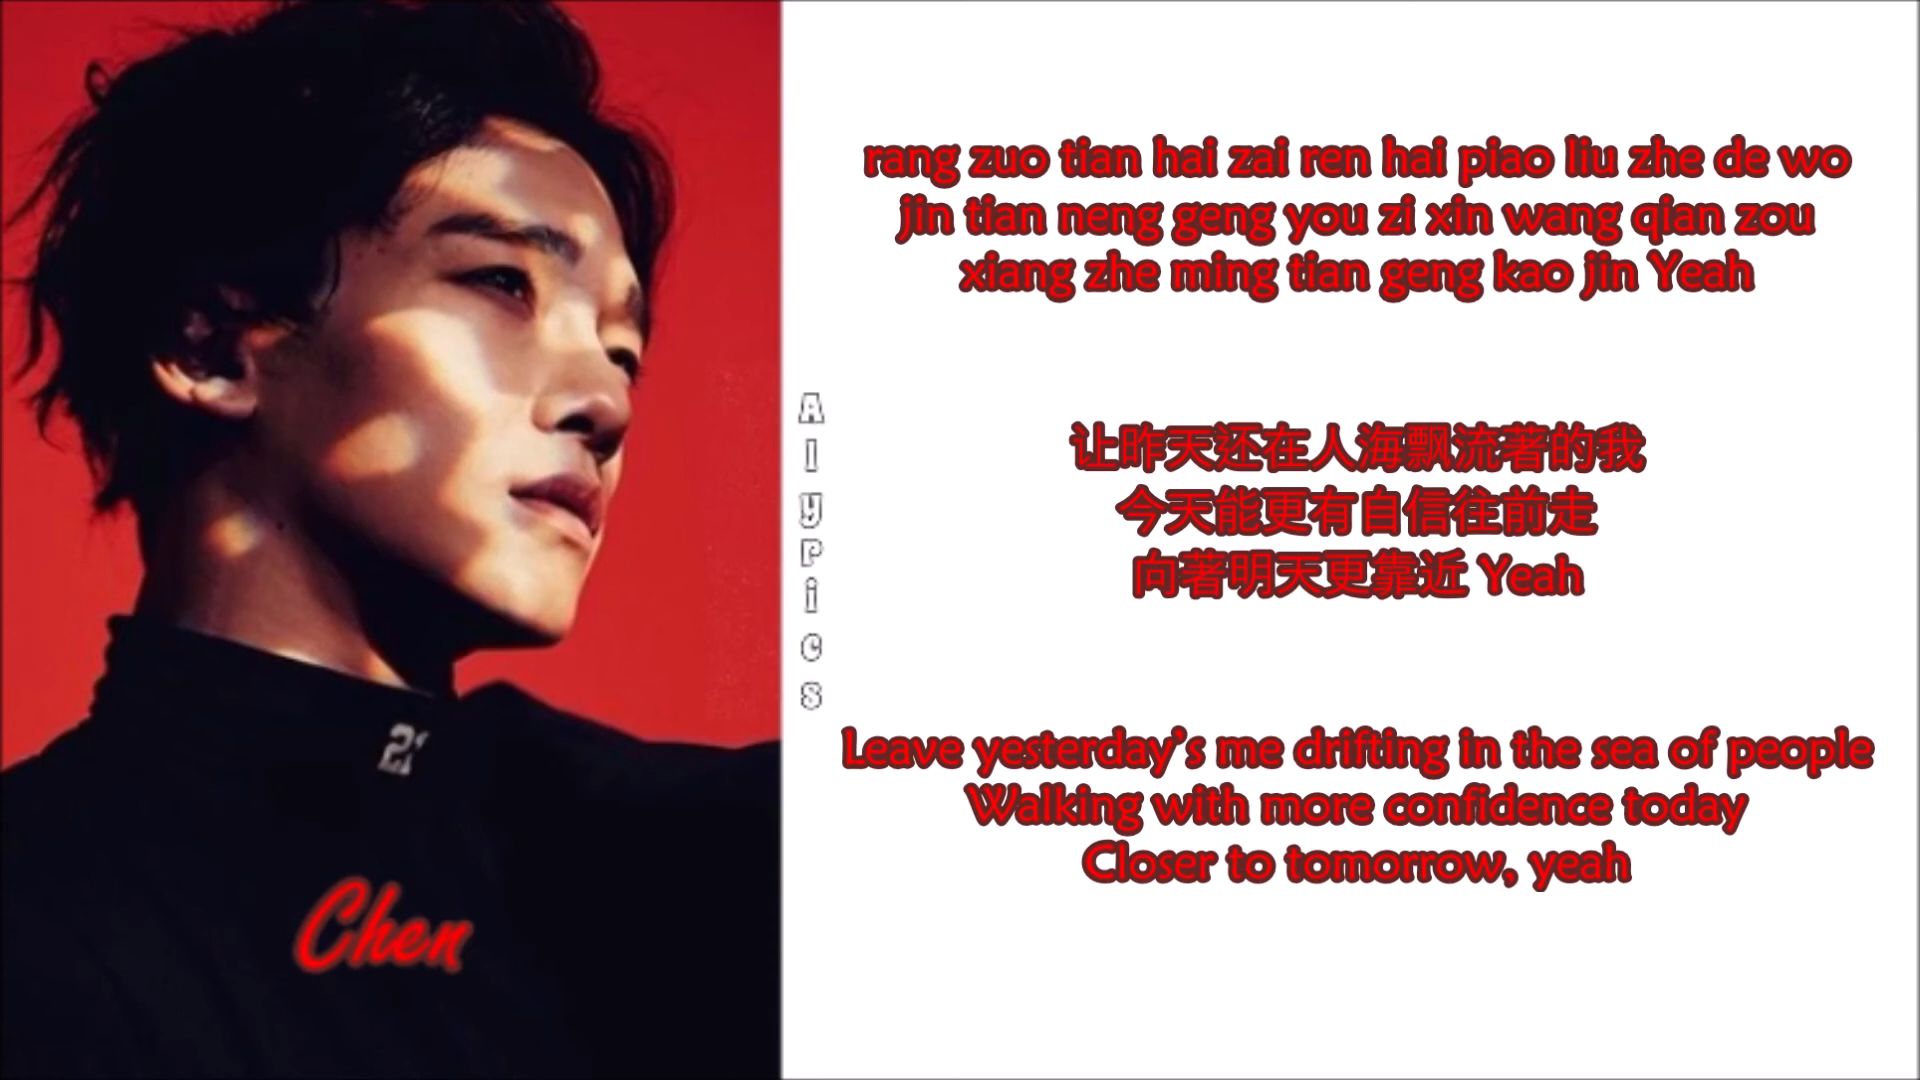 rang zuo tian hai zai ren hai piao liu zhe de wo
jin tian neng geng you zi xin wang qian zou
xiang zhe ming tian geng kao jin Yeah
让昨天还在人海飘流著的我
今天能更有自信往前走
向著明天更靠近 Yeah
Leave yesterday's me drifting in the sea of people
Walking with more confidence today
Closer to tomorrow, yeah
Alypics
21
Chen